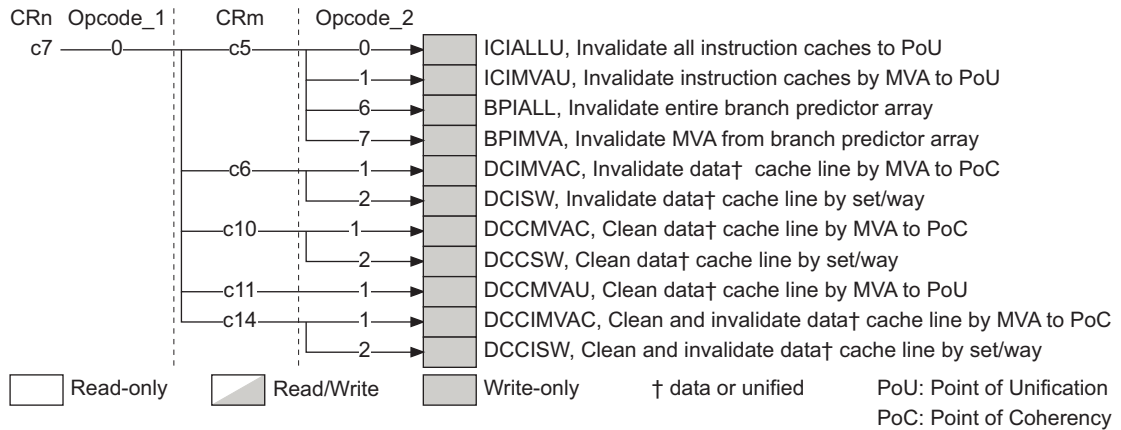 CRn Opcode_1 CRm Opcode_2
c7 0 c5 0 ICIALLU, Invalidate all instruction caches to PoU
1 ICIMVAU, Invalidate instruction caches by MVA to PoU
6 BPIALL, Invalidate entire branch predictor array
7 BPIMVA, Invalidate MVA from branch predictor array
c6 1 DCIMVAC, Invalidate data† cache line by MVA to PoC
2 DCISW, Invalidate data† cache line by set/way
c10 1 DCCMVAC, Clean data† cache line by MVA to PoC
2 DCCSW, Clean data† cache line by set/way
c11 1 DCCMVAU, Clean data† cache line by MVA to PoU
c14 1 DCCIMVAC, Clean and invalidate data† cache line by MVA to PoC
2 DCCISW, Clean and invalidate data† cache line by set/way
Read-only Read/Write Write-only † data or unified PoU: Point of Unification
PoC: Point of Coherency